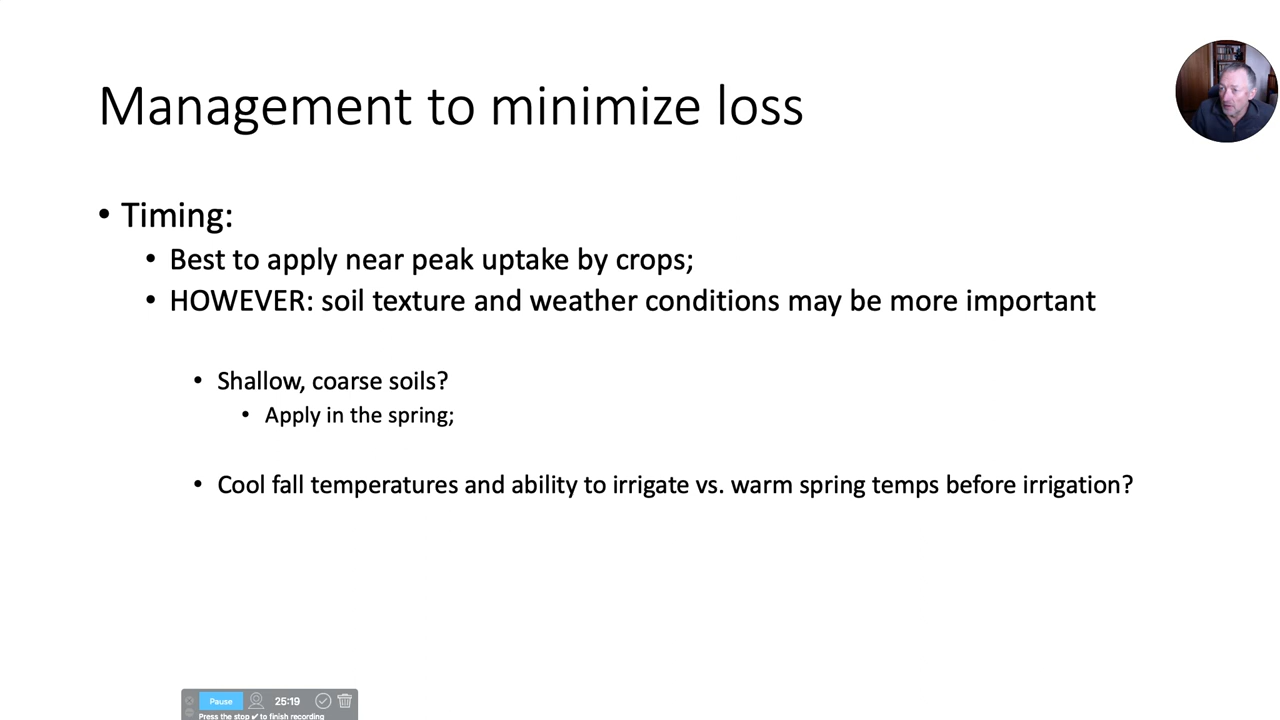 Management to minimize loss
• Timing:
• Best to apply near peak uptake by crops;
• HOWEVER: soil texture and weather conditions may be more important
• Shallow, coarse soils?
• Apply in the spring;
• Cool fall temperatures and ability to irrigate vs. warm spring temps before irrigation?
Pause 25:19
Press the stop ✔ to finish recording